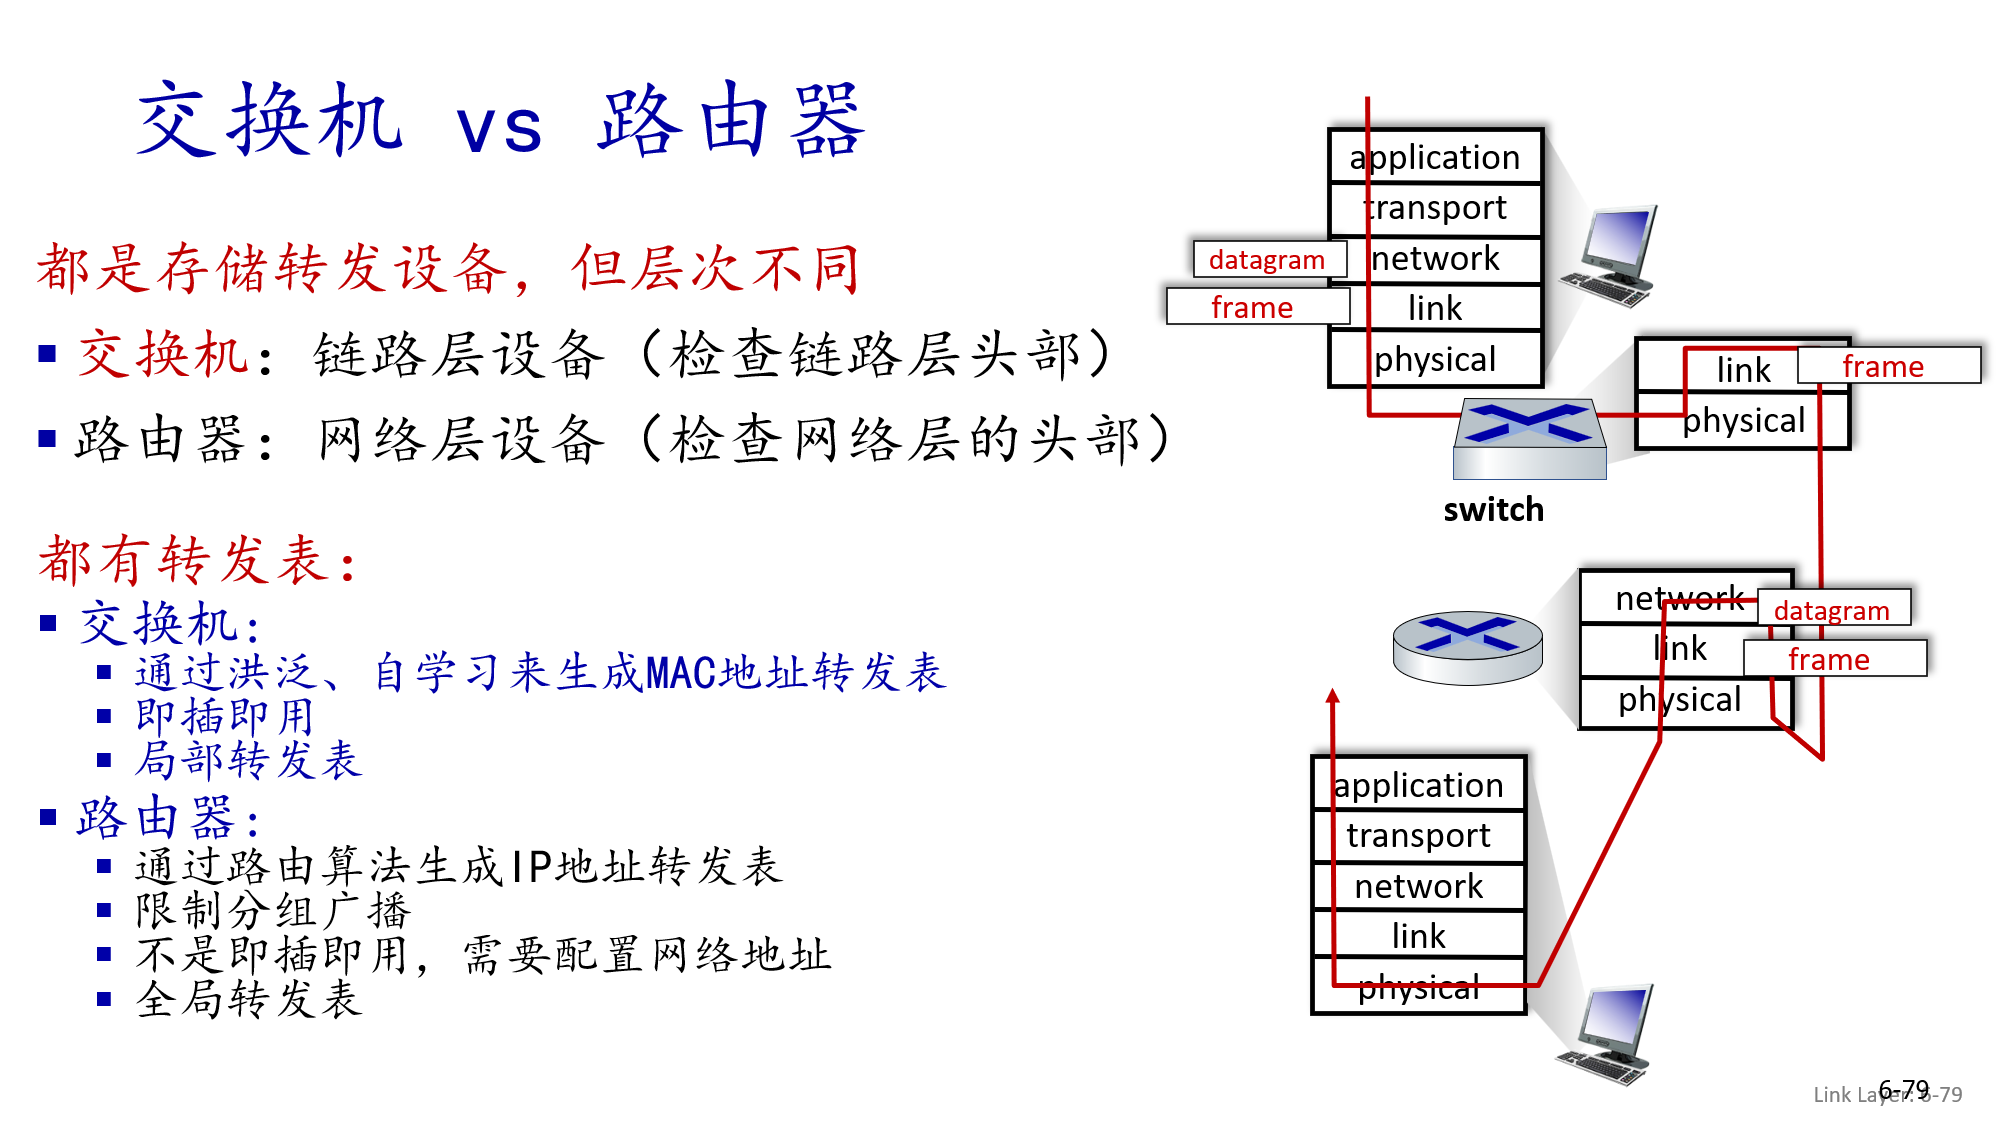 交换机 vs 路由器
都是存储转发设备，但层次不同
交换机：链路层设备（检查链路层头部）
路由器：网络层设备（检查网络层的头部）
都有转发表：
交换机：
通过洪泛、自学习来生成MAC地址转发表
即插即用
局部转发表
路由器：
通过路由算法生成IP地址转发表
限制分组广播
不是即插即用，需要配置网络地址
全局转发表
application
transport
network
link
physical
datagram
frame
link
physical
frame
switch
network
link
physical
datagram
frame
application
transport
network
link
physical
Link Layer: 6-79
6-79